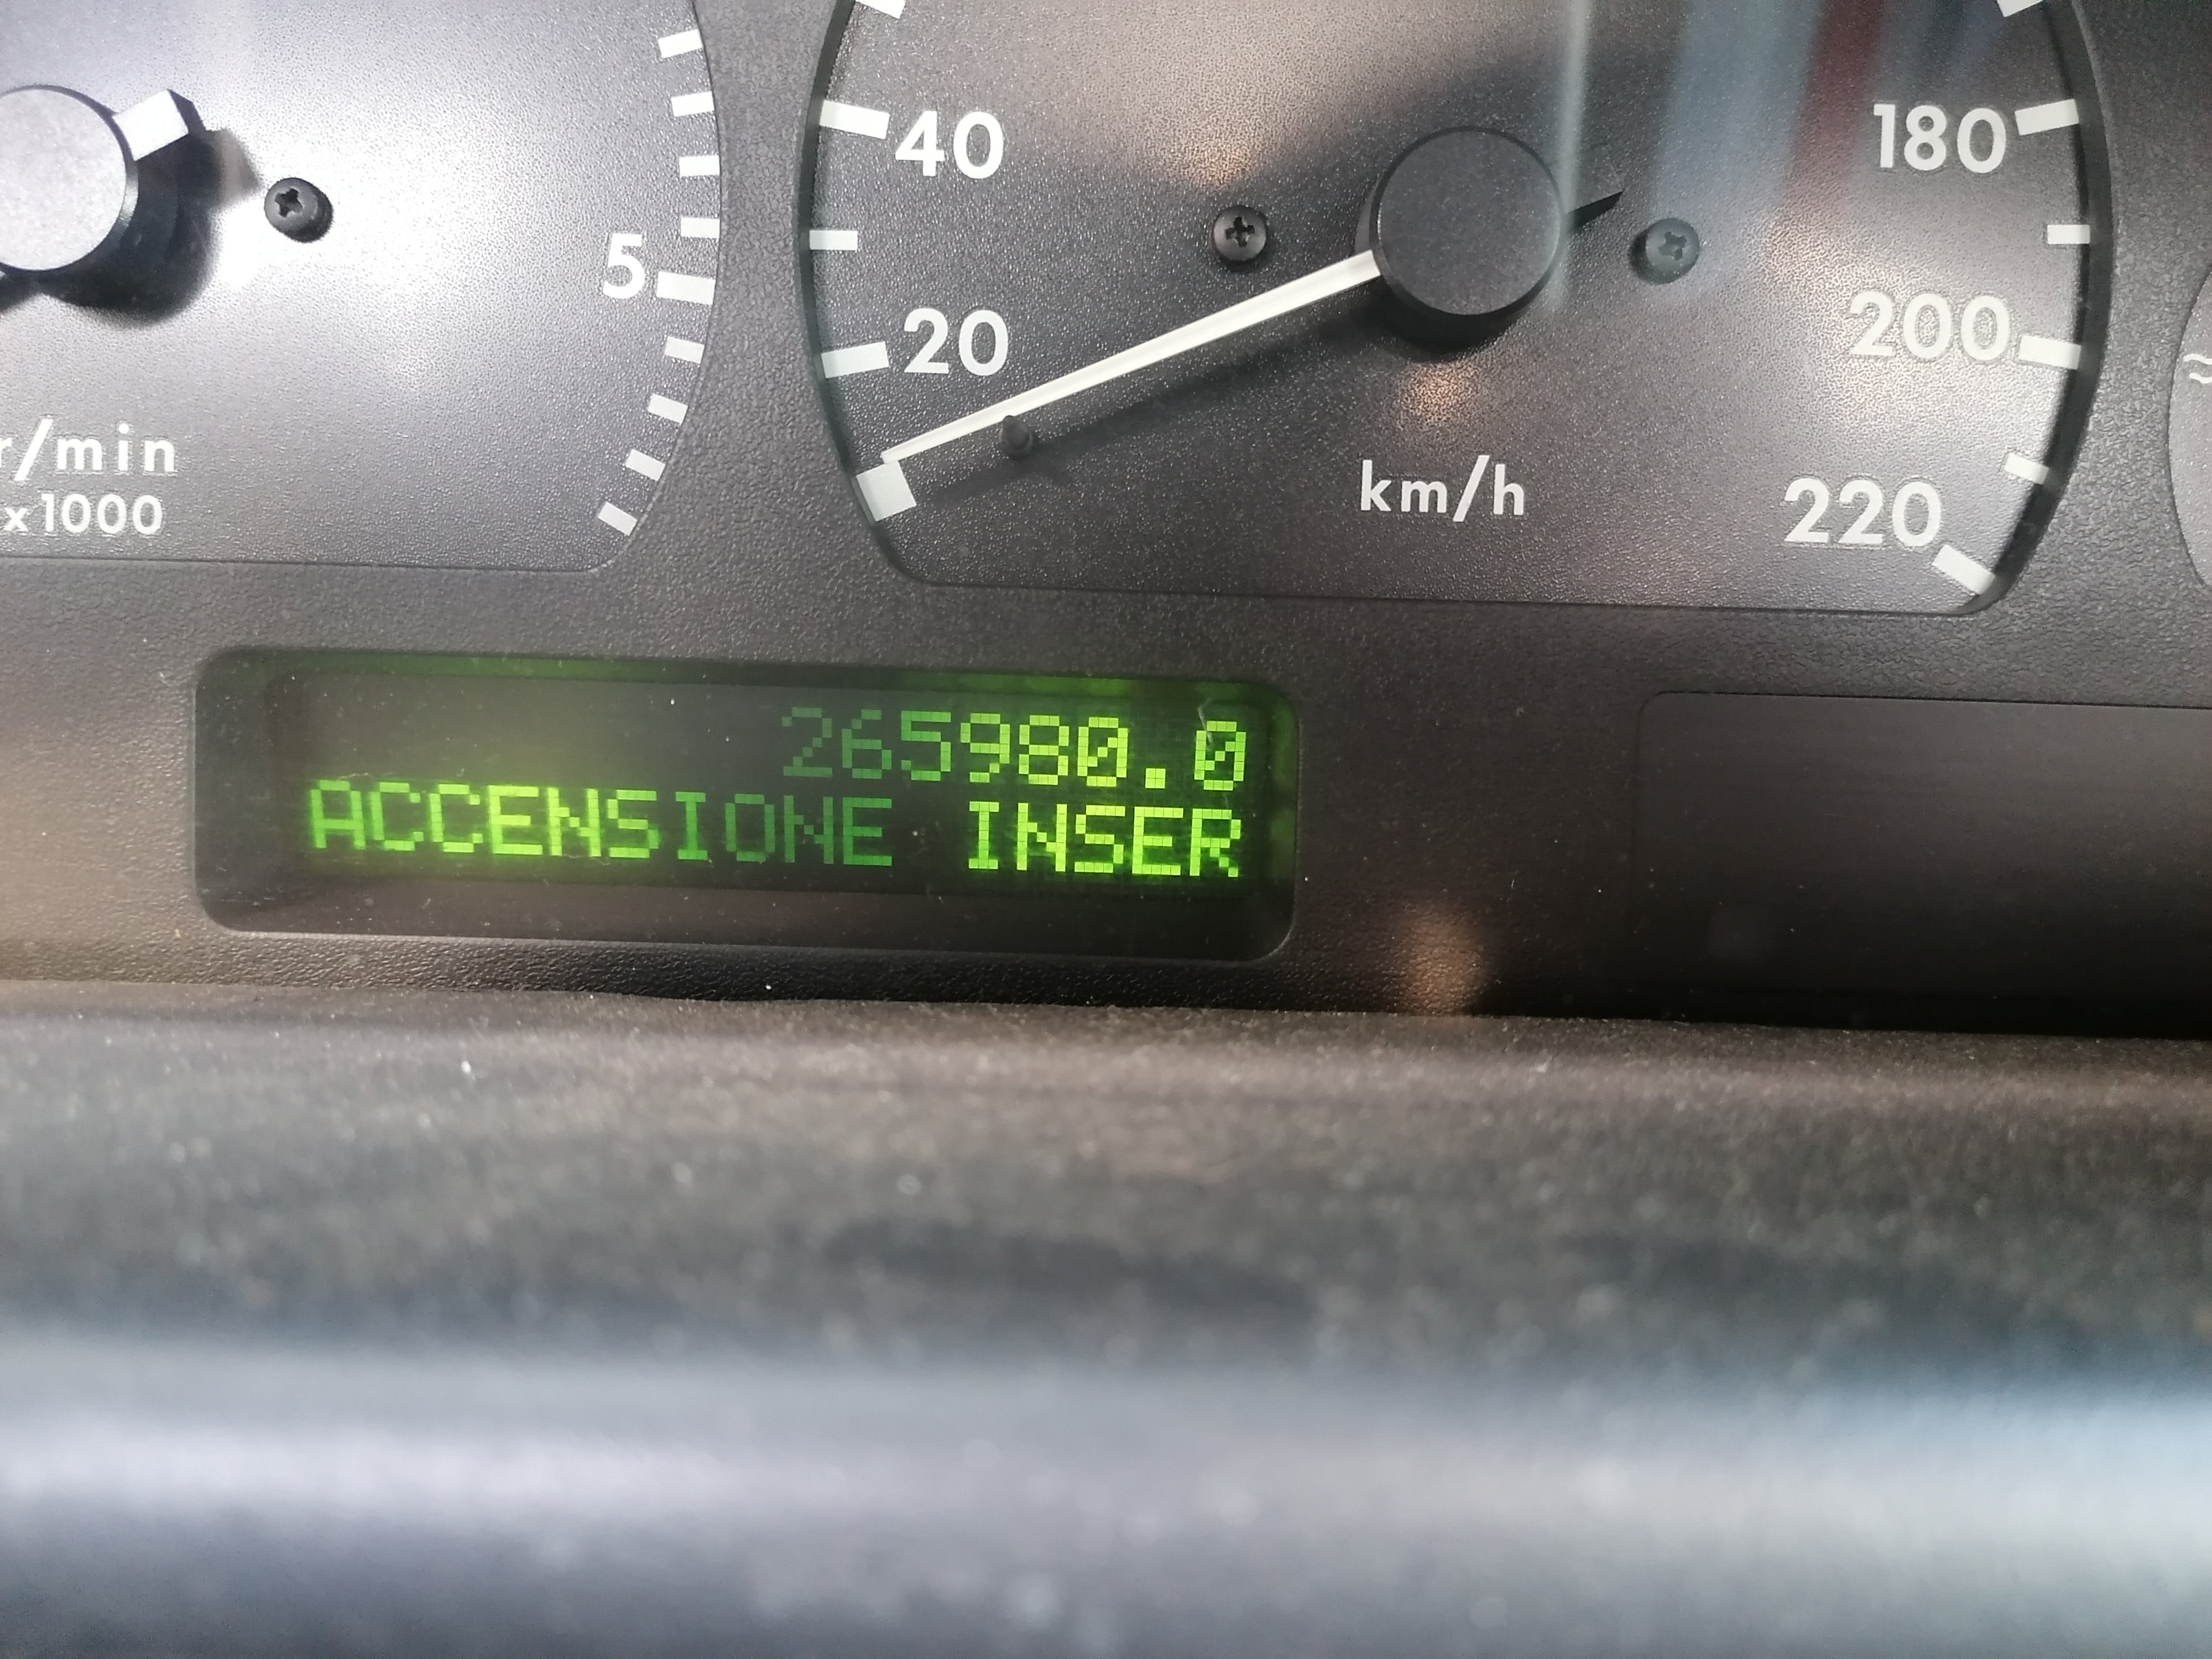 40
180
5
20
200
r/min
x1000
km/h
220
265980.0
ACCENSIONE INSER